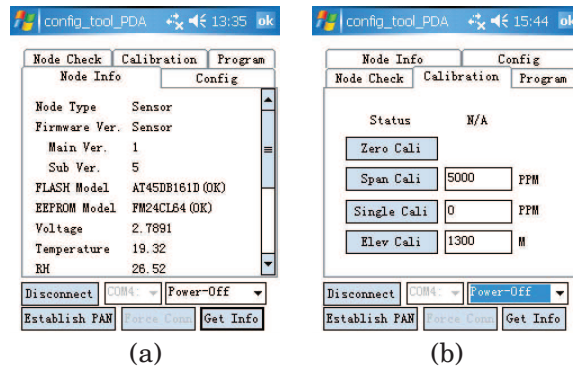 config_tool_PDA 13:35 ok
Node Check Calibration Program
Node Info Config
Node Type Sensor
Firmware Ver. Sensor
Main Ver. 1
Sub Ver. 5
FLASH Model AT45DB161D(OK)
EEPROM Model FM24CL64(OK)
Voltage 2.7891
Temperature 19.32
RH 26.52
Disconnect COM4: Power-Off
Establish PAN Force Conn Get Info
(a)
config_tool_PDA 15:44 ok
Node Info Config
Node Check Calibration Program
Status N/A
Zero Cali
Span Cali 5000 PPM
Single Cali 0 PPM
Elev Cali 1300 M
Disconnect COM4: Power-Off
Establish PAN Force Conn Get Info
(b)